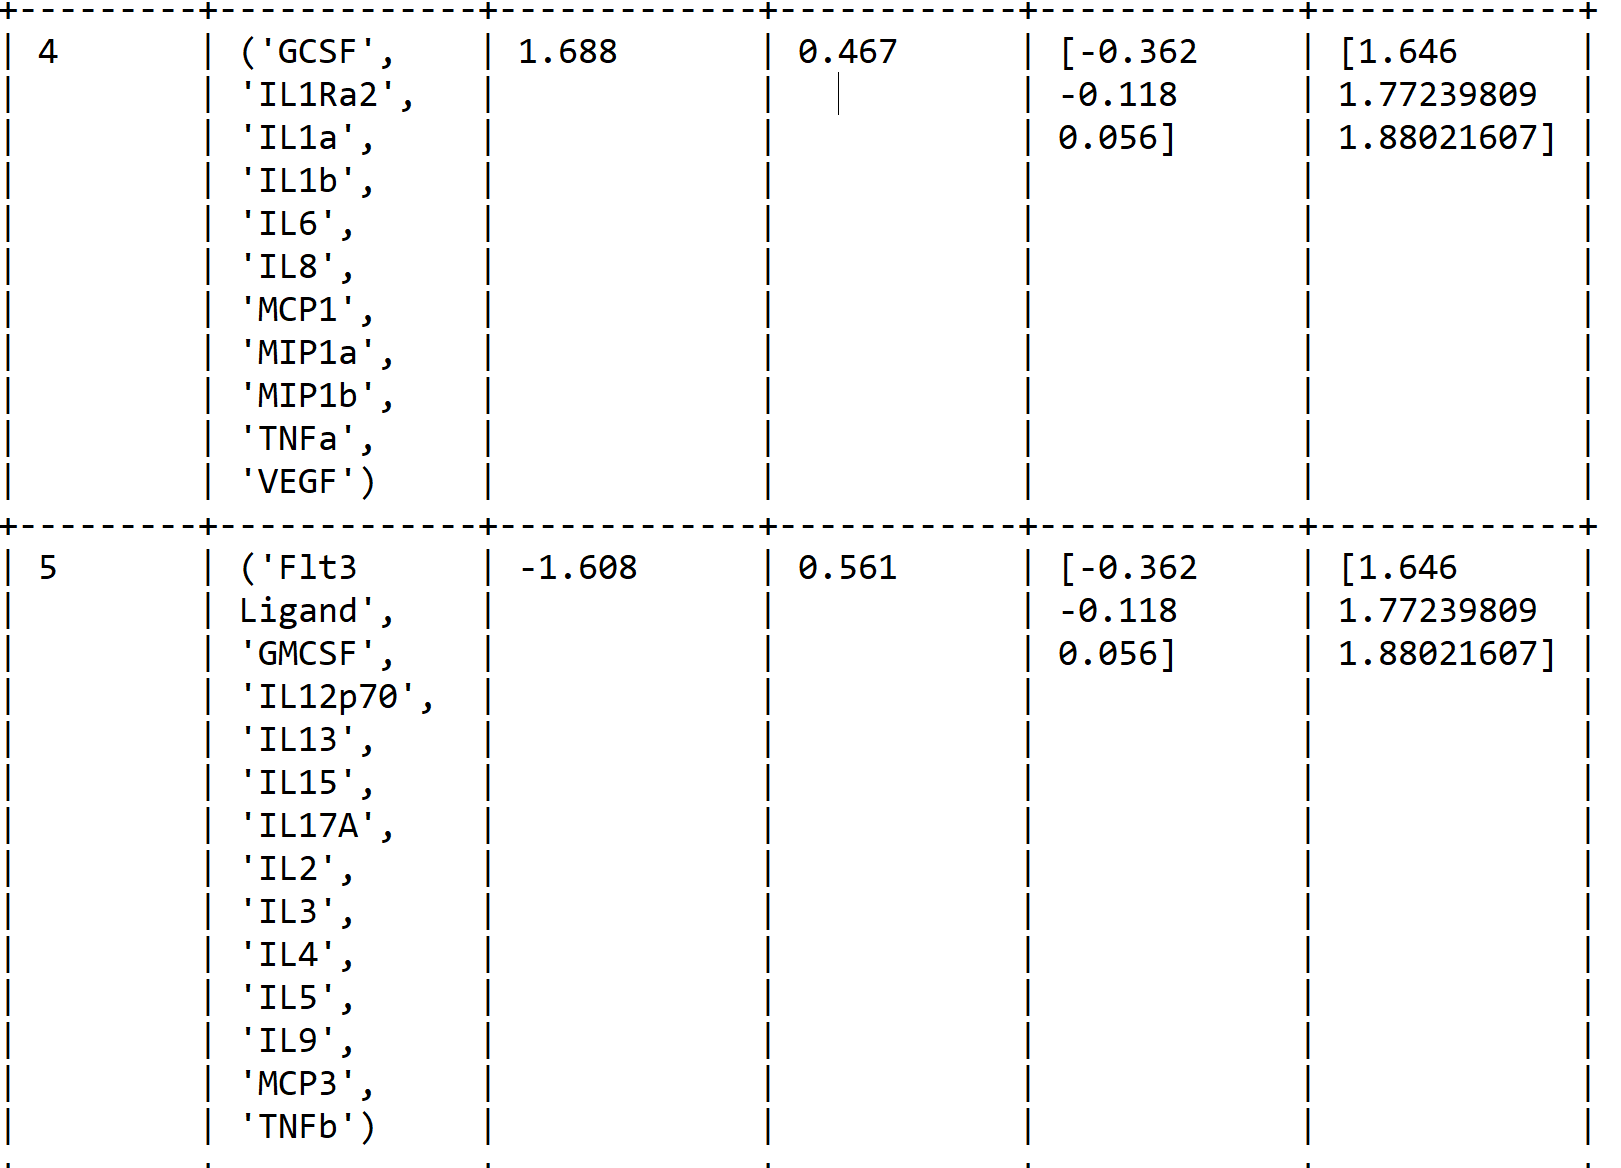 +---------+-------------+-------------+------------+-------------+-------------+
| 4       | ('GCSF',    | 1.688       | 0.467      | [-0.362     | [1.646      |
|         | 'IL1Ra2',   |             |            | -0.118      | 1.77239809  |
|         | 'IL1a',     |             |            | 0.056]      | 1.88021607] |
|         | 'IL1b',     |             |            |             |             |
|         | 'IL6',      |             |            |             |             |
|         | 'IL8',      |             |            |             |             |
|         | 'MCP1',     |             |            |             |             |
|         | 'MIP1a',    |             |            |             |             |
|         | 'MIP1b',    |             |            |             |             |
|         | 'TNFa',     |             |            |             |             |
|         | 'VEGF')     |             |            |             |             |
+---------+-------------+-------------+------------+-------------+-------------+
| 5       | ('Flt3      | -1.608      | 0.561      | [-0.362     | [1.646      |
|         | Ligand',    |             |            | -0.118      | 1.77239809  |
|         | 'GMCSF',    |             |            | 0.056]      | 1.88021607] |
|         | 'IL12p70',  |             |            |             |             |
|         | 'IL13',     |             |            |             |             |
|         | 'IL15',     |             |            |             |             |
|         | 'IL17A',    |             |            |             |             |
|         | 'IL2',      |             |            |             |             |
|         | 'IL3',      |             |            |             |             |
|         | 'IL4',      |             |            |             |             |
|         | 'IL5',      |             |            |             |             |
|         | 'IL9',      |             |            |             |             |
|         | 'MCP3',     |             |            |             |             |
|         | 'TNFb')     |             |            |             |             |